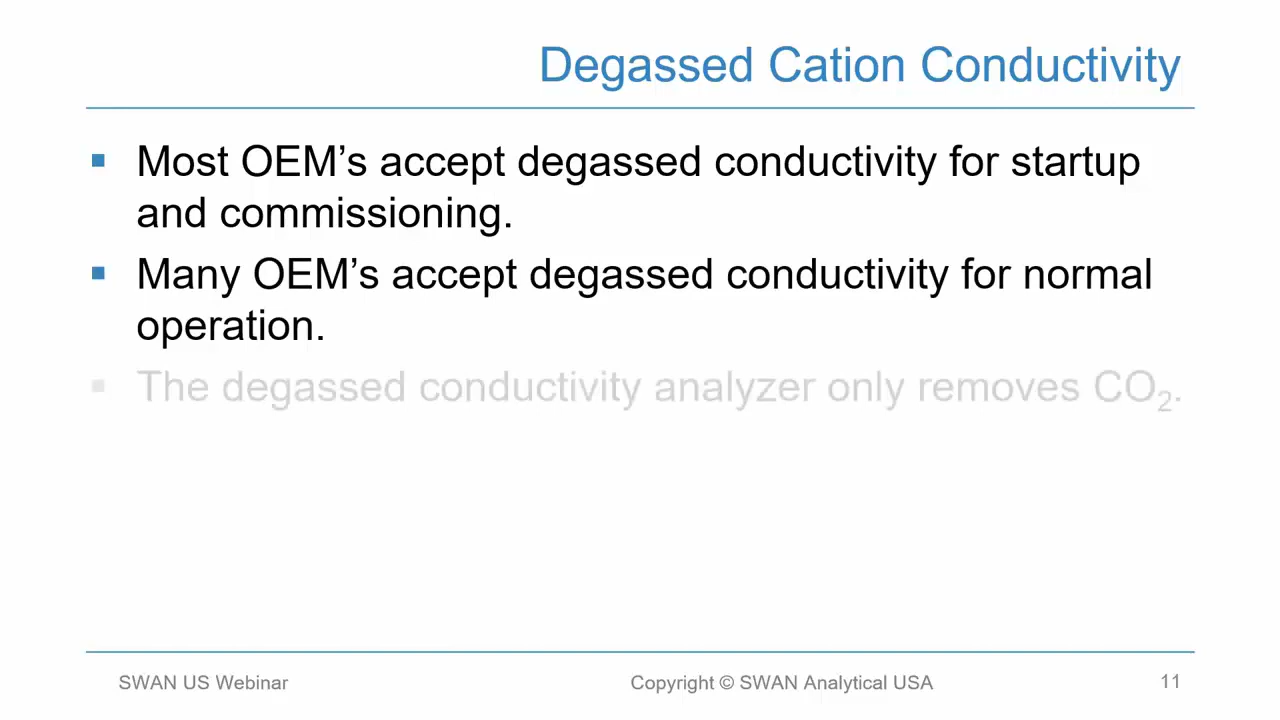 Degassed Cation Conductivity
▪ Most OEM’s accept degassed conductivity for startup
and commissioning.
▪ Many OEM’s accept degassed conductivity for normal
operation.
▪ The degassed conductivity analyzer only removes CO₂.
SWAN US Webinar
Copyright © SWAN Analytical USA
11